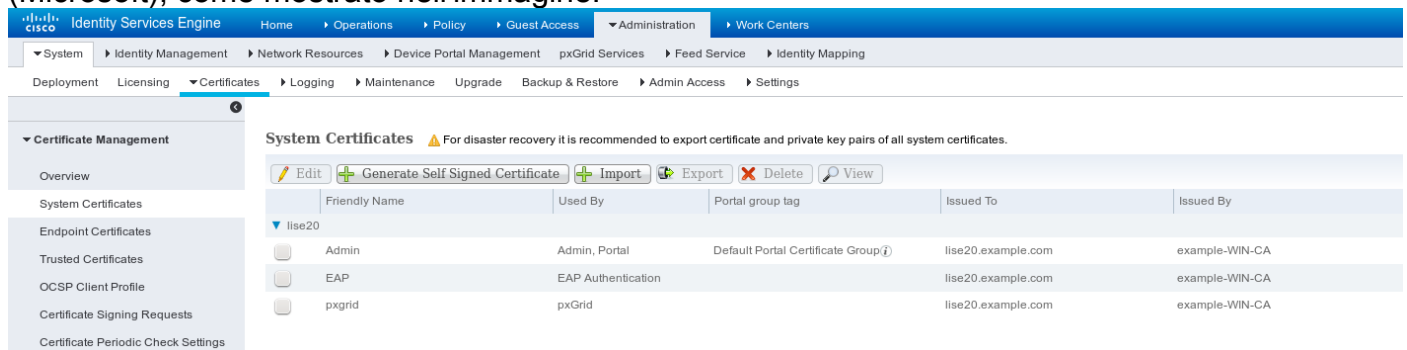 (Microsoft), come mostrato nell'immagine:
cisco Identity Services Engine Home Operations Policy Guest Access Administration Work Centers
System Identity Management Network Resources Device Portal Management pxGrid Services Feed Service Identity Mapping
Deployment Licensing Certificates Logging Maintenance Upgrade Backup & Restore Admin Access Settings
Certificate Management
Overview
System Certificates
Endpoint Certificates
Trusted Certificates
OCSP Client Profile
Certificate Signing Requests
Certificate Periodic Check Settings
System Certificates For disaster recovery it is recommended to export certificate and private key pairs of all system certificates.
Edit Generate Self Signed Certificate Import Export Delete View
Friendly Name Used By Portal group tag Issued To Issued By
lise20
Admin Admin, Portal Default Portal Certificate Group lise20.example.com example-WIN-CA
EAP EAP Authentication lise20.example.com example-WIN-CA
pxgrid pxGrid lise20.example.com example-WIN-CA